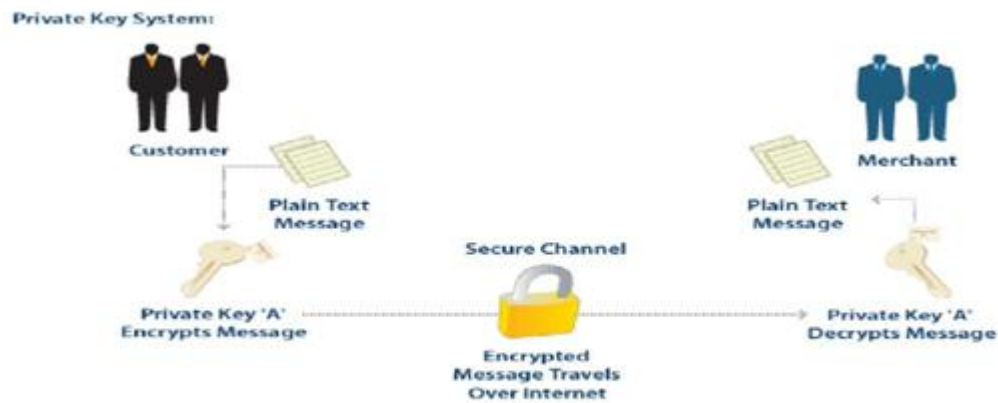 Private Key System:
Customer
Merchant
Plain Text
Message
Plain Text
Message
Secure Channel
Private Key 'A'
Encrypts Message
Private Key 'A'
Decrypts Message
Encrypted
Message Travels
Over Internet